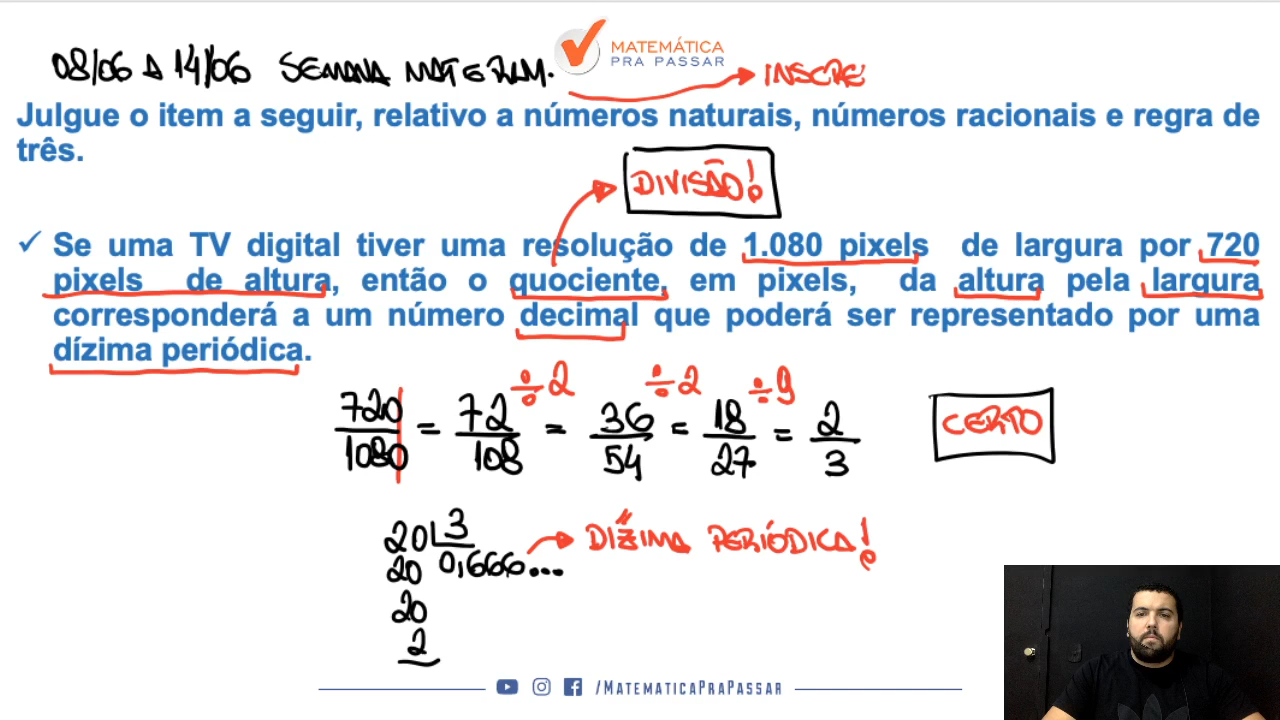 08/06 A 14/06 SEMANA MATERIAM.
MATEMÁTICA
PRA PASSAR
INSCRE
Julgue o item a seguir, relativo a números naturais, números racionais e regra de
três.
DIVISÃO!
✓ Se uma TV digital tiver uma resolução de 1.080 pixels de largura por 720
pixels de altura, então o quociente, em pixels, da altura pela largura
corresponderá a um número decimal que poderá ser representado por uma
dízima periódica.
÷2 ÷2 ÷9
720/1080 = 72/108 = 36/54 = 18/27 = 2/3
CERTO
20 3
20 0,666...
20
2
DÍZIMA PERIÓDICA!
/MATEMATICAPRAPASSAR